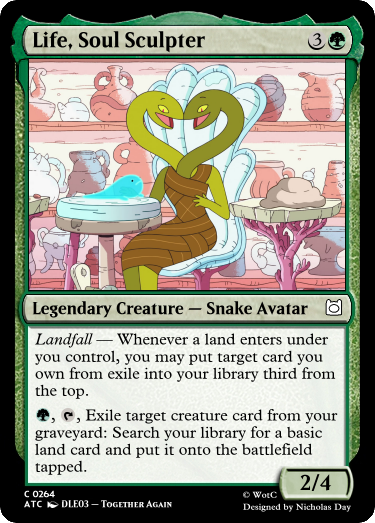 Life, Soul Sculpter 3
Legendary Creature — Snake Avatar
Landfall — Whenever a land enters under
you control, you may put target card you
own from exile into your library third from
the top.
, , Exile target creature card from your
graveyard: Search your library for a basic
land card and put it onto the battlefield
tapped.
2/4
C 0264
ATC DLE03 — Together Again
© WotC
Designed by Nicholas Day